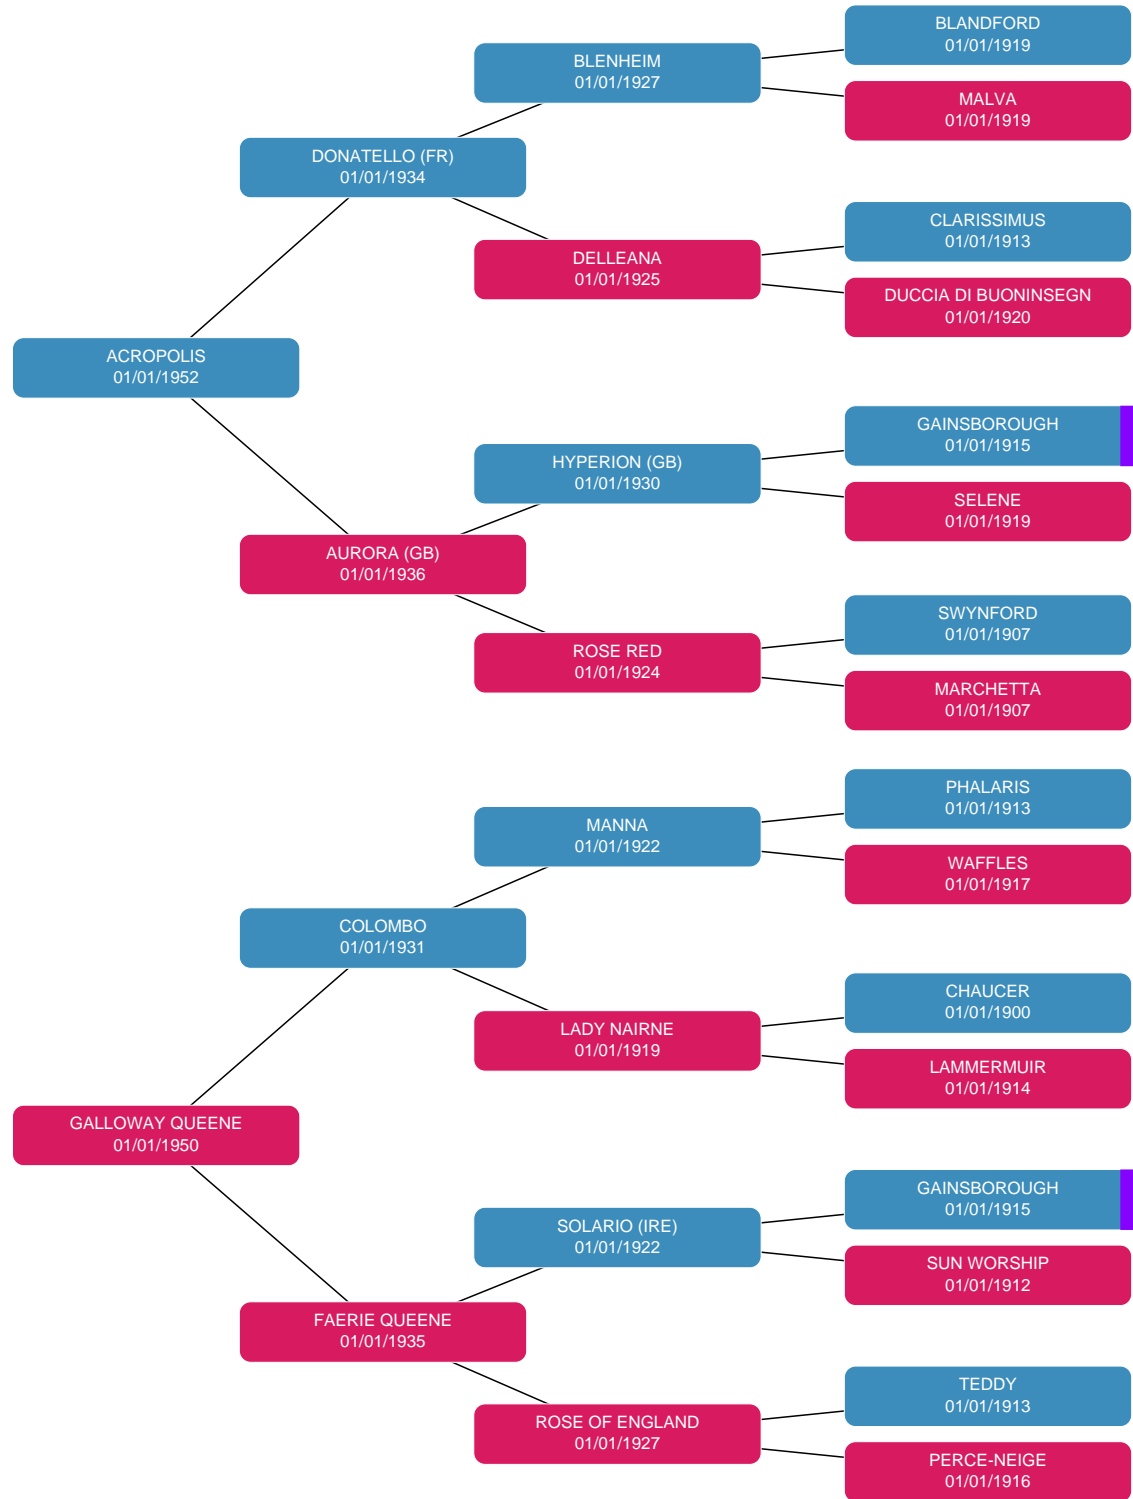 BLANDFORD
01/01/1919
BLENHEIM
01/01/1927
MALVA
01/01/1919
DONATELLO (FR)
01/01/1934
CLARISSIMUS
01/01/1913
DELLEANA
01/01/1925
DUCCIA DI BUONINSEGN
01/01/1920
ACROPOLIS
01/01/1952
GAINSBOROUGH
01/01/1915
HYPERION (GB)
01/01/1930
SELENE
01/01/1919
AURORA (GB)
01/01/1936
SWYNFORD
01/01/1907
ROSE RED
01/01/1924
MARCHETTA
01/01/1907
PHALARIS
01/01/1913
MANNA
01/01/1922
WAFFLES
01/01/1917
COLOMBO
01/01/1931
CHAUCER
01/01/1900
LADY NAIRNE
01/01/1919
LAMMERMUIR
01/01/1914
GALLOWAY QUEENE
01/01/1950
GAINSBOROUGH
01/01/1915
SOLARIO (IRE)
01/01/1922
SUN WORSHIP
01/01/1912
FAERIE QUEENE
01/01/1935
TEDDY
01/01/1913
ROSE OF ENGLAND
01/01/1927
PERCE-NEIGE
01/01/1916